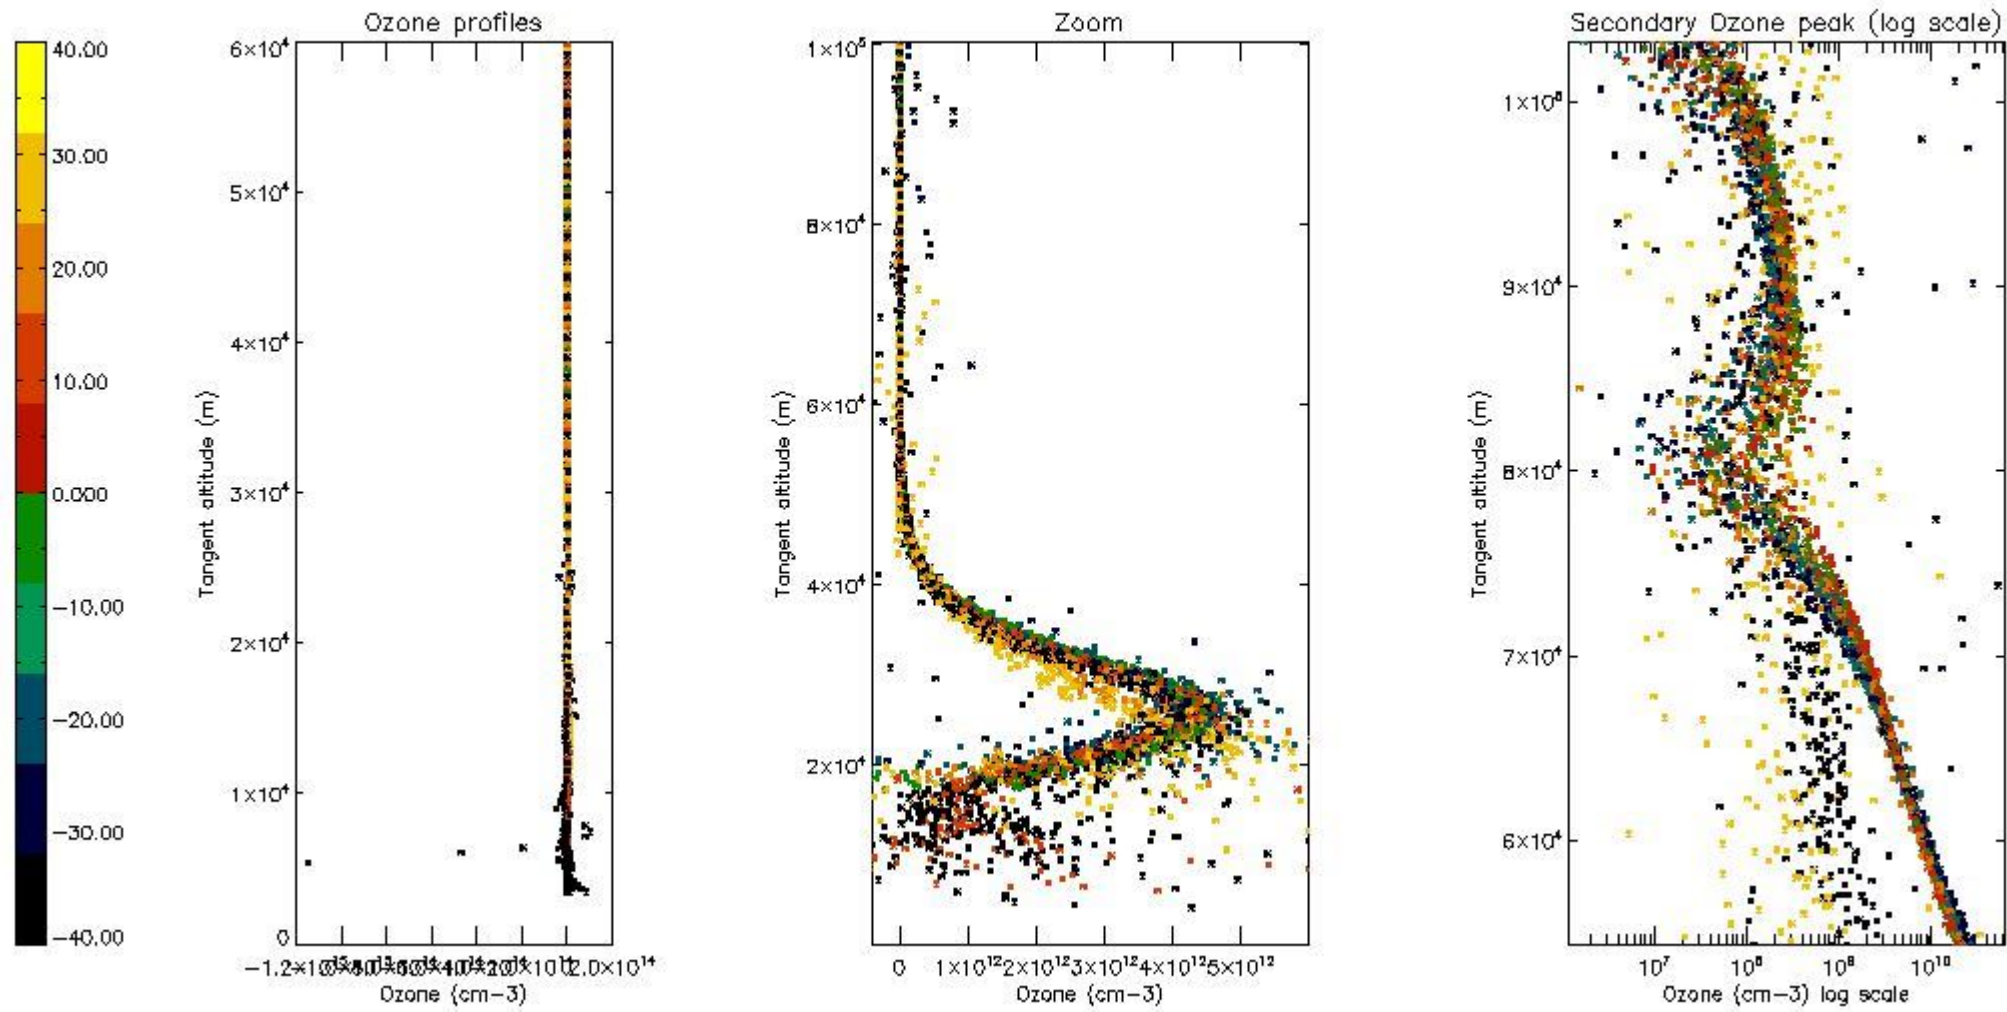 Ozone profiles
Zoom
Secondary Ozone peak (log scale)
40.00
30.00
20.00
10.00
0.00
−10.00
−20.00
−30.00
−40.00
6×10⁴
5×10⁴
4×10⁴
3×10⁴
2×10⁴
1×10⁴
0
Tangent altitude (m)
2.0×10¹⁴
Ozone (cm−3)
1×10⁵
8×10⁴
6×10⁴
4×10⁴
2×10⁴
Tangent altitude (m)
0 1×10¹² 2×10¹² 3×10¹² 4×10¹² 5×10¹²
Ozone (cm−3)
9×10⁴
8×10⁴
7×10⁴
6×10⁴
Tangent altitude (m)
10⁷ 10⁸ 10⁹ 10¹⁰
Ozone (cm−3) log scale